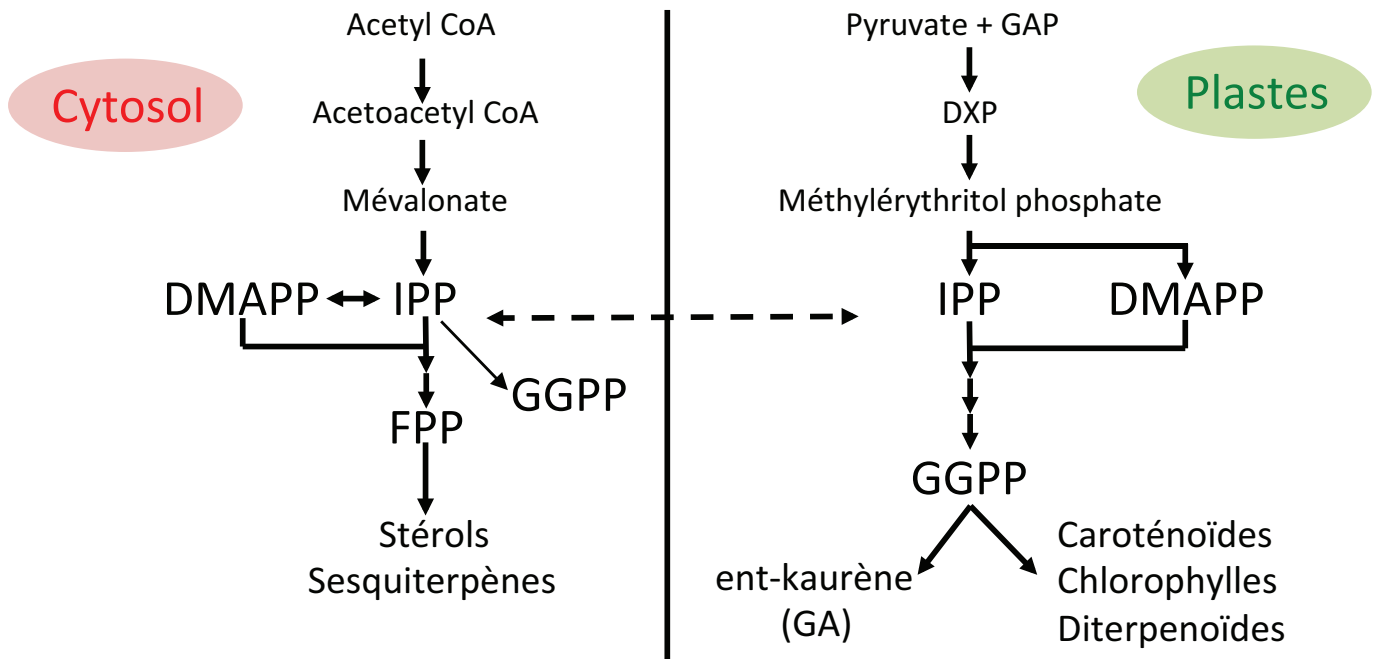 Cytosol
Acetyl CoA
Acetoacetyl CoA
Mévalonate
DMAPP
IPP
GGPP
FPP
Stérols
Sesquiterpènes
Plastes
Pyruvate + GAP
DXP
Méthylérythritol phosphate
IPP
DMAPP
GGPP
ent-kaurène
(GA)
Caroténoïdes
Chlorophylles
Diterpenoïdes